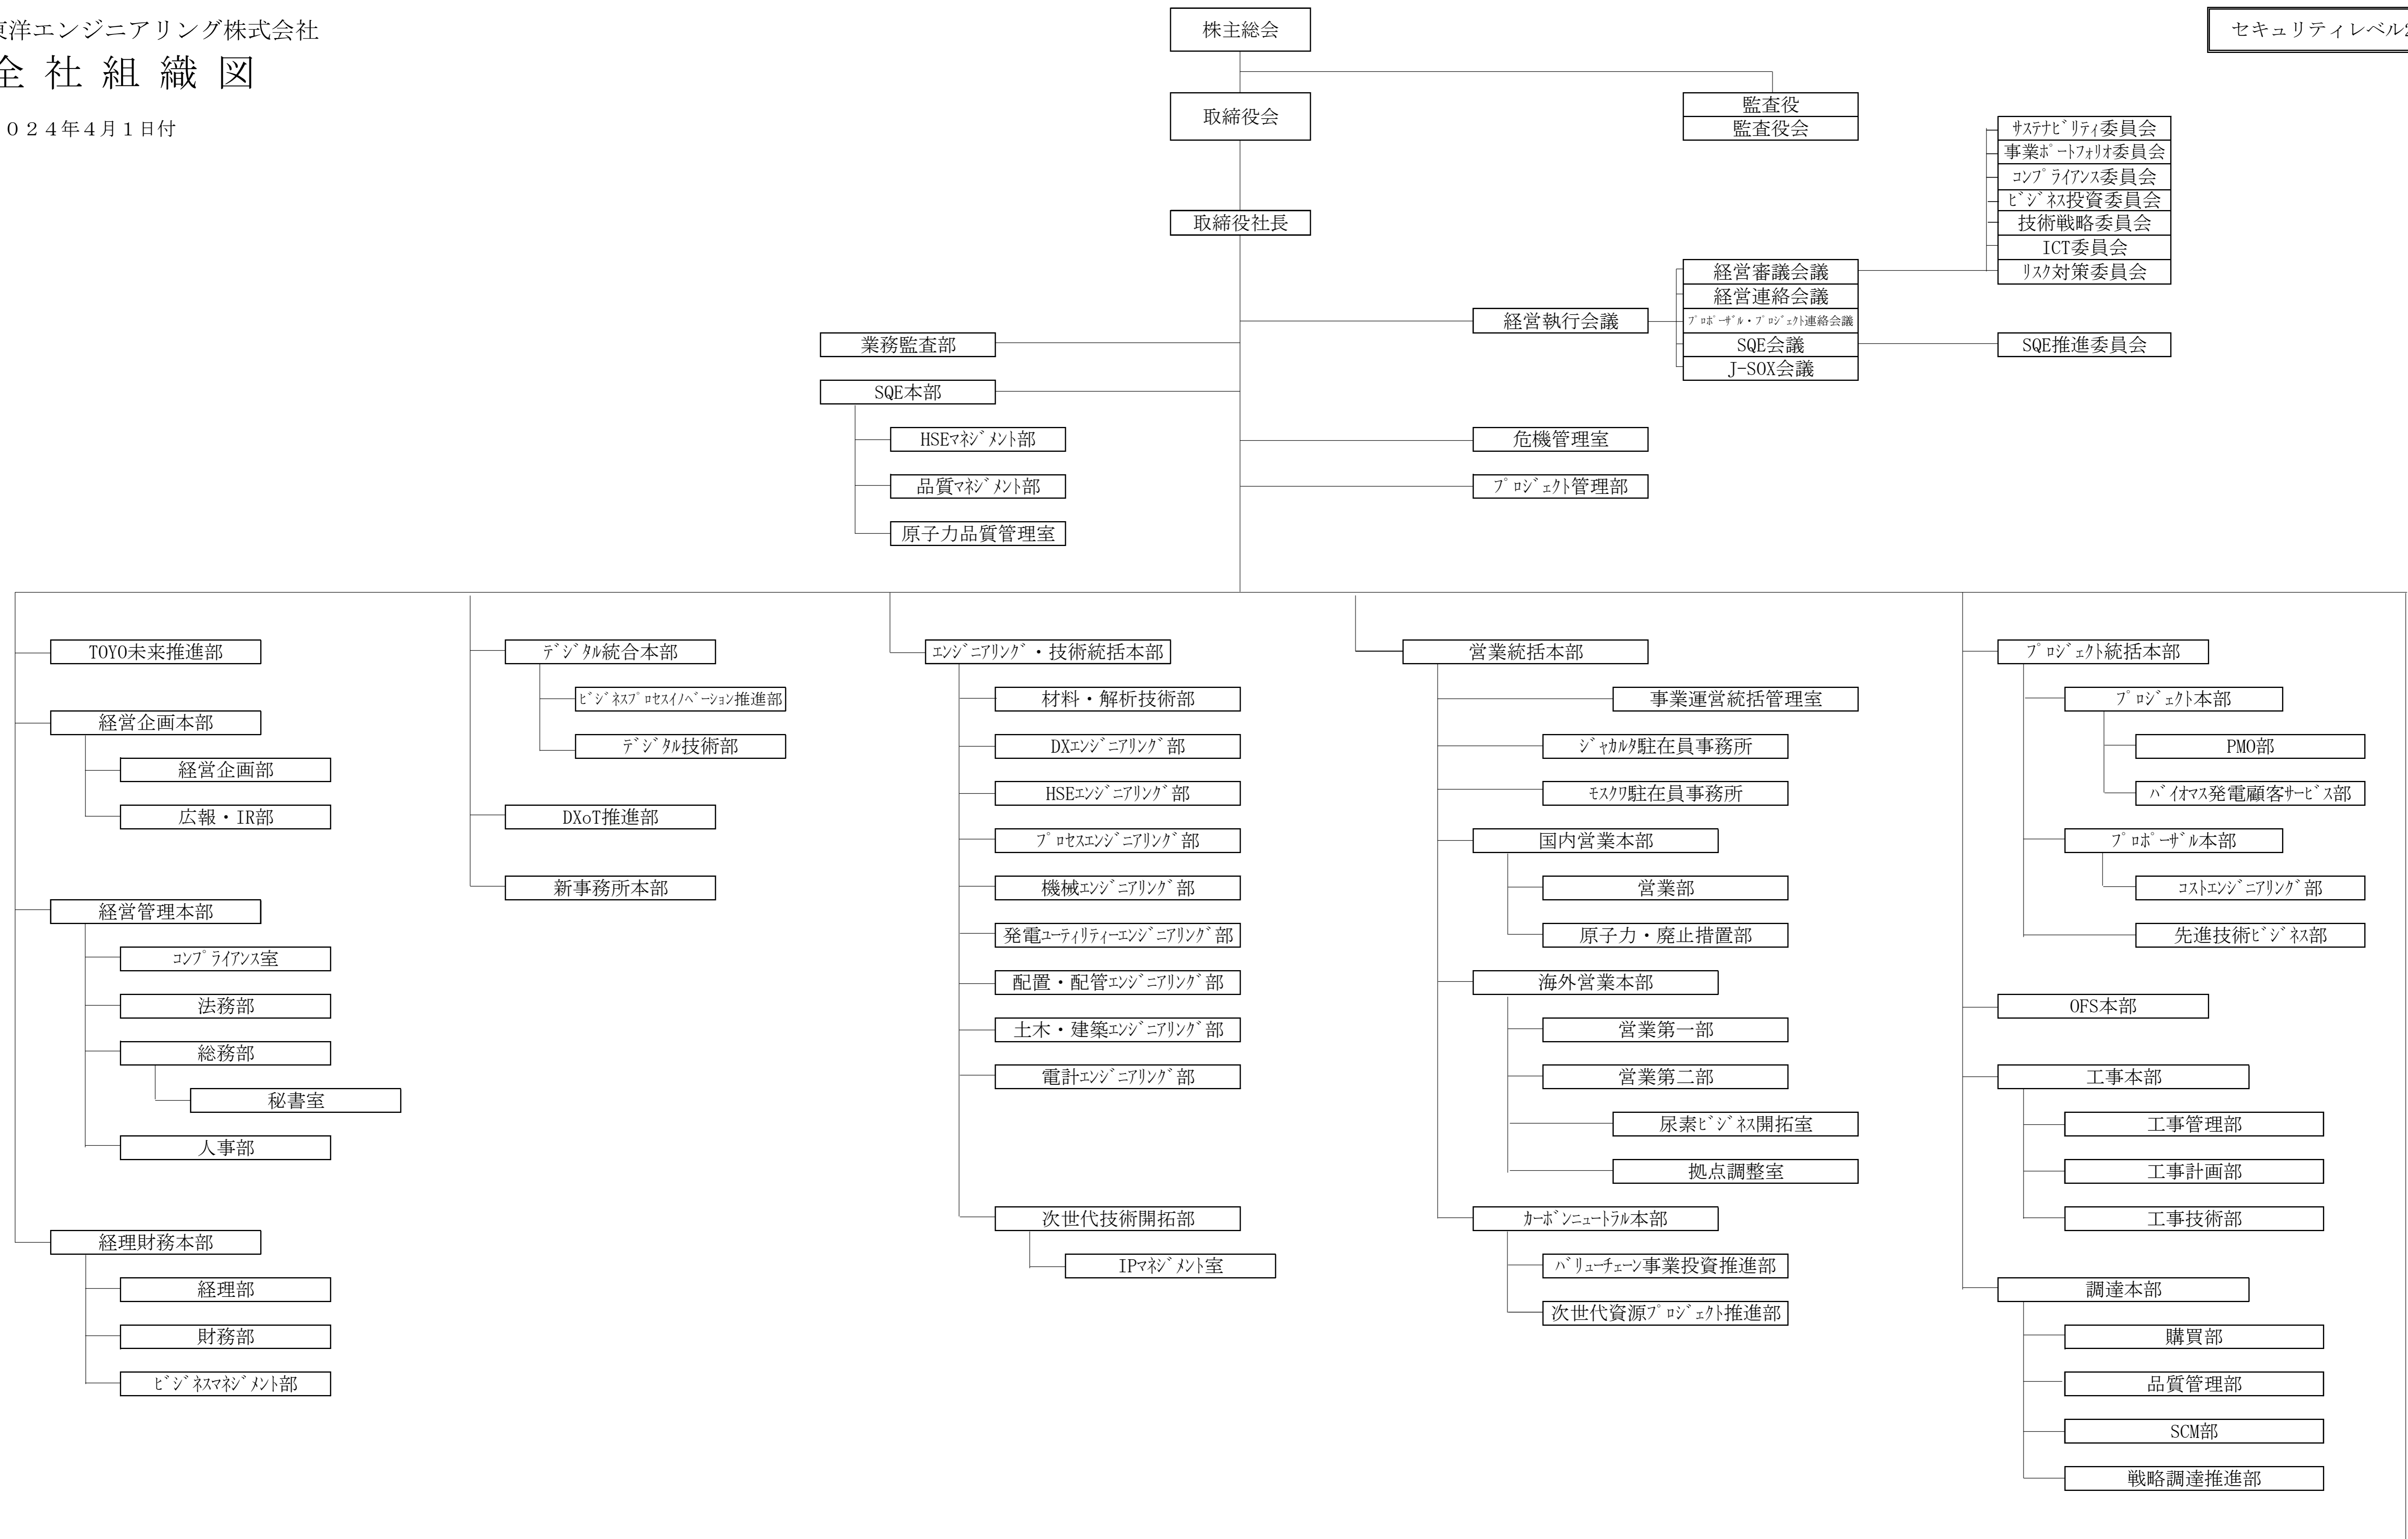 東洋エンジニアリング株式会社
全社組織図
２０２４年４月１日付
セキュリティレベル2
株主総会
取締役会
監査役
監査役会
取締役社長
ｻｽﾃﾅﾋﾞﾘﾃｨ委員会
事業ﾎﾟｰﾄﾌｫﾘｵ委員会
ｺﾝﾌﾟﾗｲｱﾝｽ委員会
ﾋﾞｼﾞﾈｽ投資委員会
技術戦略委員会
ICT委員会
ﾘｽｸ対策委員会
経営審議会議
経営連絡会議
ﾌﾟﾛﾎﾟｰｻﾞﾙ・ﾌﾟﾛｼﾞｪｸﾄ連絡会議
SQE会議
J-SOX会議
経営執行会議
SQE推進委員会
業務監査部
SQE本部
HSEﾏﾈｼﾞﾒﾝﾄ部
品質ﾏﾈｼﾞﾒﾝﾄ部
原子力品質管理室
危機管理室
ﾌﾟﾛｼﾞｪｸﾄ管理部
TOYO未来推進部
経営企画本部
経営企画部
広報・IR部
経営管理本部
ｺﾝﾌﾟﾗｲｱﾝｽ室
法務部
総務部
秘書室
人事部
経理財務本部
経理部
財務部
ﾋﾞｼﾞﾈｽﾏﾈｼﾞﾒﾝﾄ部
ﾃﾞｼﾞﾀﾙ統合本部
ﾋﾞｼﾞﾈｽﾌﾟﾛｾｽｲﾉﾍﾞｰｼｮﾝ推進部
ﾃﾞｼﾞﾀﾙ技術部
DXoT推進部
新事務所本部
ｴﾝｼﾞﾆｱﾘﾝｸﾞ・技術統括本部
材料・解析技術部
DXｴﾝｼﾞﾆｱﾘﾝｸﾞ部
HSEｴﾝｼﾞﾆｱﾘﾝｸﾞ部
ﾌﾟﾛｾｽｴﾝｼﾞﾆｱﾘﾝｸﾞ部
機械ｴﾝｼﾞﾆｱﾘﾝｸﾞ部
発電ﾕｰﾃｨﾘﾃｨｰｴﾝｼﾞﾆｱﾘﾝｸﾞ部
配置・配管ｴﾝｼﾞﾆｱﾘﾝｸﾞ部
土木・建築ｴﾝｼﾞﾆｱﾘﾝｸﾞ部
電計ｴﾝｼﾞﾆｱﾘﾝｸﾞ部
次世代技術開拓部
IPﾏﾈｼﾞﾒﾝﾄ室
営業統括本部
事業運営統括管理室
ｼﾞｬｶﾙﾀ駐在員事務所
ﾓｽｸﾜ駐在員事務所
国内営業本部
営業部
原子力・廃止措置部
海外営業本部
営業第一部
営業第二部
尿素ﾋﾞｼﾞﾈｽ開拓室
拠点調整室
ｶｰﾎﾞﾝﾆｭｰﾄﾗﾙ本部
ﾊﾞﾘｭｰﾁｪｰﾝ事業投資推進部
次世代資源ﾌﾟﾛｼﾞｪｸﾄ推進部
ﾌﾟﾛｼﾞｪｸﾄ統括本部
ﾌﾟﾛｼﾞｪｸﾄ本部
PMO部
ﾊﾞｲｵﾏｽ発電顧客ｻｰﾋﾞｽ部
ﾌﾟﾛﾎﾟｰｻﾞﾙ本部
ｺｽﾄｴﾝｼﾞﾆｱﾘﾝｸﾞ部
先進技術ﾋﾞｼﾞﾈｽ部
OFS本部
工事本部
工事管理部
工事計画部
工事技術部
調達本部
購買部
品質管理部
SCM部
戦略調達推進部